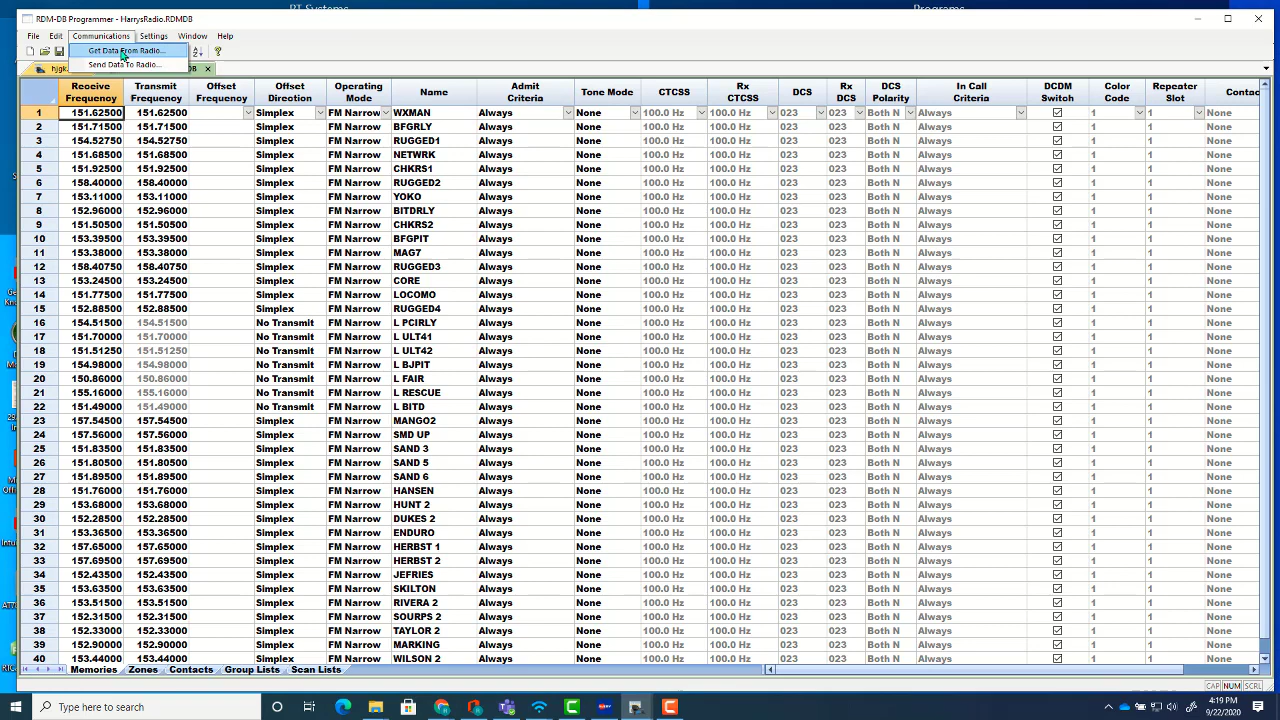 PT Systems Programs
RDM-DB Programmer - HarrysRadio.RDMDB
File Edit Communications Settings Window Help
Get Data From Radio...
Send Data To Radio...
hjgk DB
Receive Frequency Transmit Frequency Offset Frequency Offset Direction Operating Mode Name Admit Criteria Tone Mode CTCSS Rx CTCSS DCS Rx DCS DCS Polarity In Call Criteria DCDM Switch Color Code Repeater Slot Contac
1 151.62500 151.62500 Simplex FM Narrow WXMAN Always None 100.0 Hz 100.0 Hz 023 023 Both N Always 1 1 None
2 151.71500 151.71500 Simplex FM Narrow BFGRLY Always None 100.0 Hz 100.0 Hz 023 023 Both N Always 1 1 None
3 154.52750 154.52750 Simplex FM Narrow RUGGED1 Always None 100.0 Hz 100.0 Hz 023 023 Both N Always 1 1 None
4 151.68500 151.68500 Simplex FM Narrow NETWRK Always None 100.0 Hz 100.0 Hz 023 023 Both N Always 1 1 None
5 151.92500 151.92500 Simplex FM Narrow CHKRS1 Always None 100.0 Hz 100.0 Hz 023 023 Both N Always 1 1 None
6 158.40000 158.40000 Simplex FM Narrow RUGGED2 Always None 100.0 Hz 100.0 Hz 023 023 Both N Always 1 1 None
7 153.11000 153.11000 Simplex FM Narrow YOKO Always None 100.0 Hz 100.0 Hz 023 023 Both N Always 1 1 None
8 152.96000 152.96000 Simplex FM Narrow BITDRLY Always None 100.0 Hz 100.0 Hz 023 023 Both N Always 1 1 None
9 151.50500 151.50500 Simplex FM Narrow CHKRS2 Always None 100.0 Hz 100.0 Hz 023 023 Both N Always 1 1 None
10 153.39500 153.39500 Simplex FM Narrow BFGPIT Always None 100.0 Hz 100.0 Hz 023 023 Both N Always 1 1 None
11 153.38000 153.38000 Simplex FM Narrow MAG7 Always None 100.0 Hz 100.0 Hz 023 023 Both N Always 1 1 None
12 158.40750 158.40750 Simplex FM Narrow RUGGED3 Always None 100.0 Hz 100.0 Hz 023 023 Both N Always 1 1 None
13 153.24500 153.24500 Simplex FM Narrow CORE Always None 100.0 Hz 100.0 Hz 023 023 Both N Always 1 1 None
14 151.77500 151.77500 Simplex FM Narrow LOCOMO Always None 100.0 Hz 100.0 Hz 023 023 Both N Always 1 1 None
15 152.88500 152.88500 Simplex FM Narrow RUGGED4 Always None 100.0 Hz 100.0 Hz 023 023 Both N Always 1 1 None
16 154.51500 154.51500 No Transmit FM Narrow L PCIRLY Always None 100.0 Hz 100.0 Hz 023 023 Both N Always 1 1 None
17 151.70000 151.70000 No Transmit FM Narrow L ULT41 Always None 100.0 Hz 100.0 Hz 023 023 Both N Always 1 1 None
18 151.51250 151.51250 No Transmit FM Narrow L ULT42 Always None 100.0 Hz 100.0 Hz 023 023 Both N Always 1 1 None
19 154.98000 154.98000 No Transmit FM Narrow L BJPIT Always None 100.0 Hz 100.0 Hz 023 023 Both N Always 1 1 None
20 150.86000 150.86000 No Transmit FM Narrow L FAIR Always None 100.0 Hz 100.0 Hz 023 023 Both N Always 1 1 None
21 155.16000 155.16000 No Transmit FM Narrow L RESCUE Always None 100.0 Hz 100.0 Hz 023 023 Both N Always 1 1 None
22 151.49000 151.49000 No Transmit FM Narrow L BITD Always None 100.0 Hz 100.0 Hz 023 023 Both N Always 1 1 None
23 157.54500 157.54500 Simplex FM Narrow MANGO2 Always None 100.0 Hz 100.0 Hz 023 023 Both N Always 1 1 None
24 157.56000 157.56000 Simplex FM Narrow SMD UP Always None 100.0 Hz 100.0 Hz 023 023 Both N Always 1 1 None
25 151.83500 151.83500 Simplex FM Narrow SAND 3 Always None 100.0 Hz 100.0 Hz 023 023 Both N Always 1 1 None
26 151.80500 151.80500 Simplex FM Narrow SAND 5 Always None 100.0 Hz 100.0 Hz 023 023 Both N Always 1 1 None
27 151.89500 151.89500 Simplex FM Narrow SAND 6 Always None 100.0 Hz 100.0 Hz 023 023 Both N Always 1 1 None
28 151.76000 151.76000 Simplex FM Narrow HANSEN Always None 100.0 Hz 100.0 Hz 023 023 Both N Always 1 1 None
29 153.68000 153.68000 Simplex FM Narrow HUNT 2 Always None 100.0 Hz 100.0 Hz 023 023 Both N Always 1 1 None
30 152.28500 152.28500 Simplex FM Narrow DUKES 2 Always None 100.0 Hz 100.0 Hz 023 023 Both N Always 1 1 None
31 153.36500 153.36500 Simplex FM Narrow ENDURO Always None 100.0 Hz 100.0 Hz 023 023 Both N Always 1 1 None
32 157.65000 157.65000 Simplex FM Narrow HERBST 1 Always None 100.0 Hz 100.0 Hz 023 023 Both N Always 1 1 None
33 157.69500 157.69500 Simplex FM Narrow HERBST 2 Always None 100.0 Hz 100.0 Hz 023 023 Both N Always 1 1 None
34 152.43500 152.43500 Simplex FM Narrow JEFRIES Always None 100.0 Hz 100.0 Hz 023 023 Both N Always 1 1 None
35 153.63500 153.63500 Simplex FM Narrow SKILTON Always None 100.0 Hz 100.0 Hz 023 023 Both N Always 1 1 None
36 153.51500 153.51500 Simplex FM Narrow RIVERA 2 Always None 100.0 Hz 100.0 Hz 023 023 Both N Always 1 1 None
37 152.31500 152.31500 Simplex FM Narrow SOURPS 2 Always None 100.0 Hz 100.0 Hz 023 023 Both N Always 1 1 None
38 152.33000 152.33000 Simplex FM Narrow TAYLOR 2 Always None 100.0 Hz 100.0 Hz 023 023 Both N Always 1 1 None
39 152.90000 152.90000 Simplex FM Narrow MARKING Always None 100.0 Hz 100.0 Hz 023 023 Both N Always 1 1 None
40 153.44000 153.44000 Simplex FM Narrow WILSON 2 Always None 100.0 Hz 100.0 Hz 023 023 Both N Always 1 1 None
Memories Zones Contacts Group Lists Scan Lists
CAP NUM SCRL
Type here to search
4:19 PM
9/22/2020